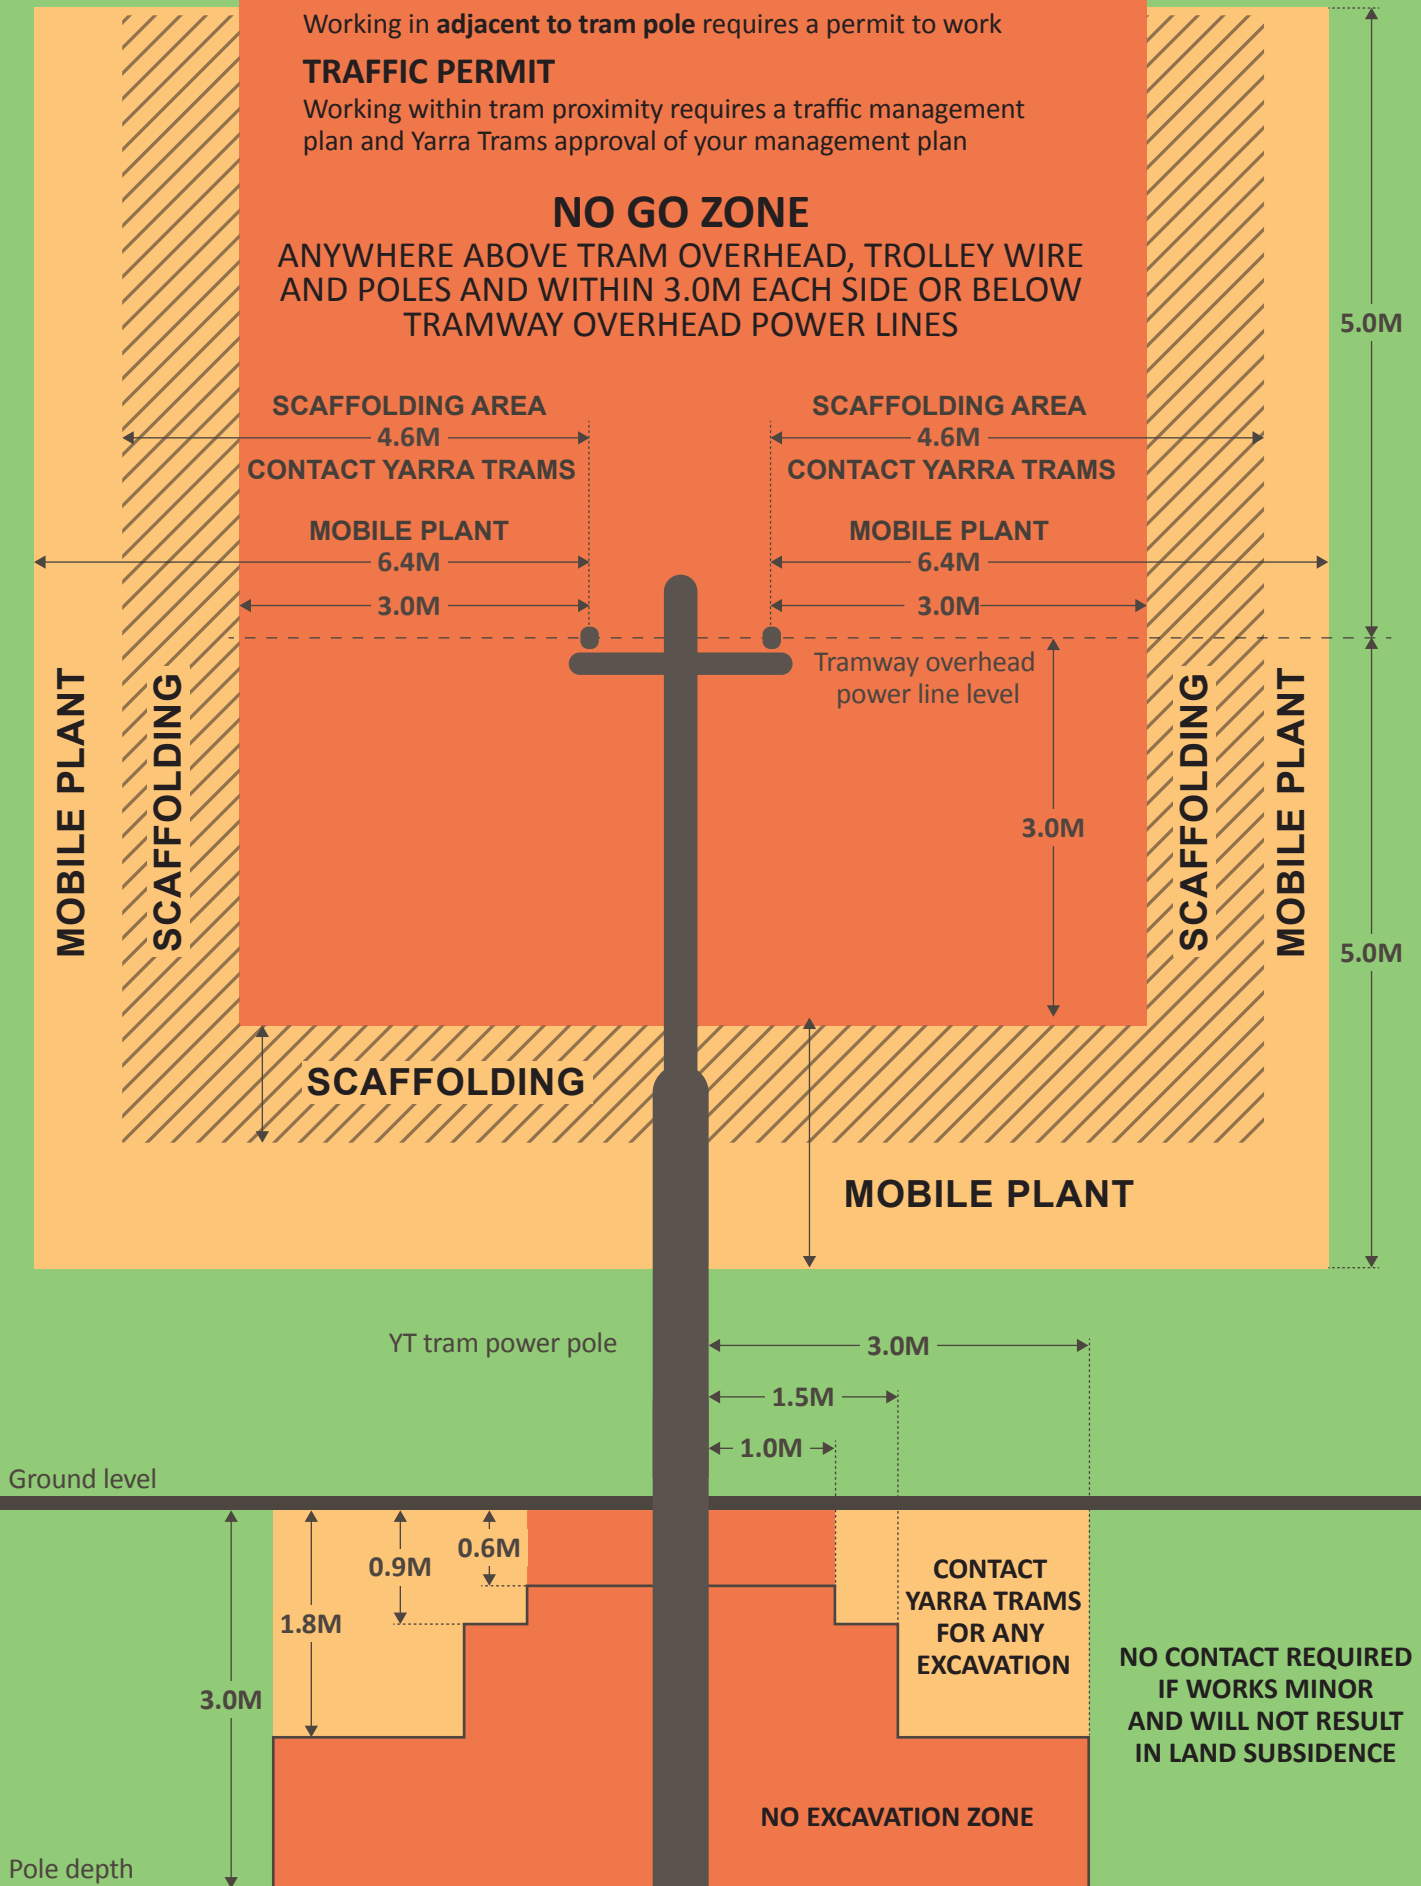 Working in adjacent to tram pole requires a permit to work
TRAFFIC PERMIT
Working within tram proximity requires a traffic management
plan and Yarra Trams approval of your management plan
NO GO ZONE
ANYWHERE ABOVE TRAM OVERHEAD, TROLLEY WIRE
AND POLES AND WITHIN 3.0M EACH SIDE OR BELOW
TRAMWAY OVERHEAD POWER LINES
5.0M
SCAFFOLDING AREA
4.6M
CONTACT YARRA TRAMS
SCAFFOLDING AREA
4.6M
CONTACT YARRA TRAMS
MOBILE PLANT
6.4M
3.0M
MOBILE PLANT
6.4M
3.0M
Tramway overhead
power line level
MOBILE PLANT
SCAFFOLDING
3.0M
SCAFFOLDING
MOBILE PLANT
5.0M
SCAFFOLDING
MOBILE PLANT
YT tram power pole
3.0M
1.5M
1.0M
Ground level
0.6M
0.9M
1.8M
3.0M
CONTACT
YARRA TRAMS
FOR ANY
EXCAVATION
NO CONTACT REQUIRED
IF WORKS MINOR
AND WILL NOT RESULT
IN LAND SUBSIDENCE
NO EXCAVATION ZONE
Pole depth